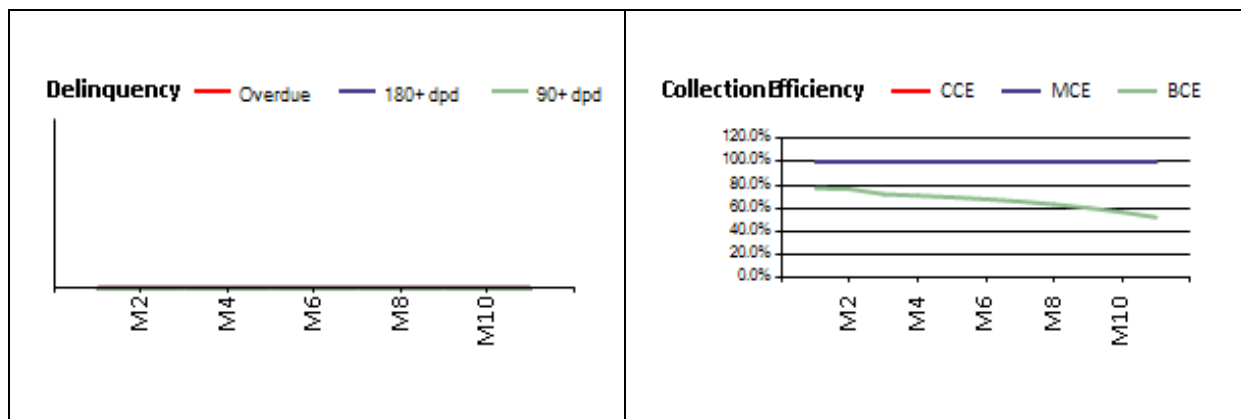 Delinquency Overdue 180+ dpd 90+ dpd
M2 M4 M6 M8 M10
Collection Efficiency CCE MCE BCE
120.0%
100.0%
80.0%
60.0%
40.0%
20.0%
0.0%
M2 M4 M6 M8 M10